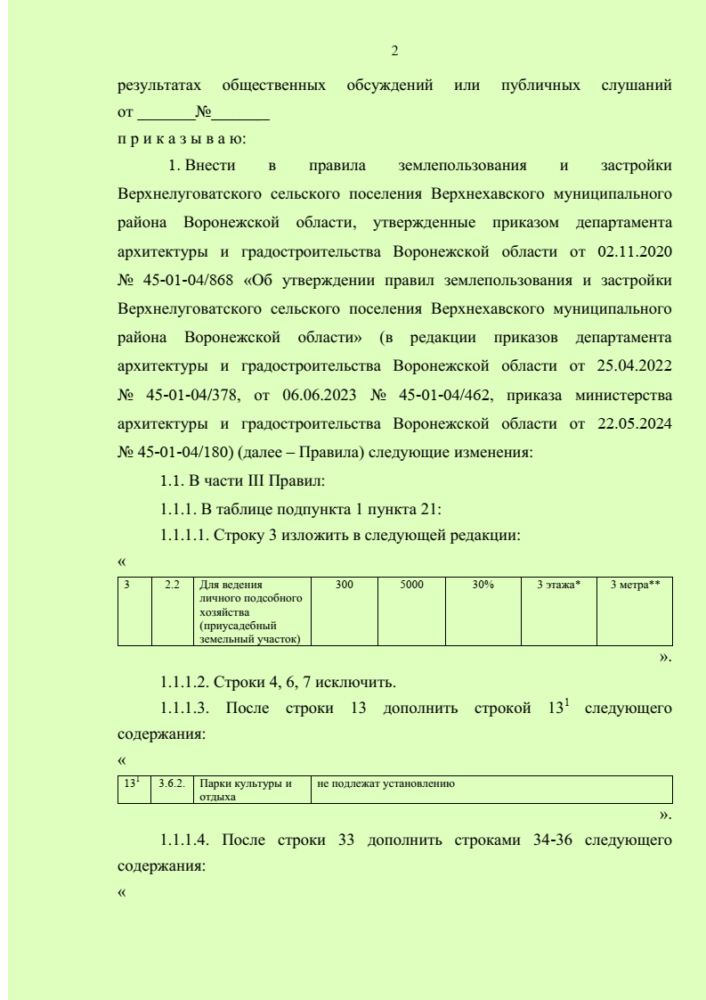 2
результатах общественных обсуждений или публичных слушаний
от _______№_______
п р и к а з ы в а ю:
1. Внести в правила землепользования и застройки
Верхнелуговатского сельского поселения Верхнехавского муниципального
района Воронежской области, утвержденные приказом департамента
архитектуры и градостроительства Воронежской области от 02.11.2020
№ 45-01-04/868 «Об утверждении правил землепользования и застройки
Верхнелуговатского сельского поселения Верхнехавского муниципального
района Воронежской области» (в редакции приказов департамента
архитектуры и градостроительства Воронежской области от 25.04.2022
№ 45-01-04/378, от 06.06.2023 № 45-01-04/462, приказа министерства
архитектуры и градостроительства Воронежской области от 22.05.2024
№ 45-01-04/180) (далее – Правила) следующие изменения:
1.1. В части III Правил:
1.1.1. В таблице подпункта 1 пункта 21:
1.1.1.1. Строку 3 изложить в следующей редакции:
«
3 2.2 Для ведения 300 5000 30% 3 этажа* 3 метра**
личного подсобного
хозяйства
(приусадебный
земельный участок)
».
1.1.1.2. Строки 4, 6, 7 исключить.
1.1.1.3. После строки 13 дополнить строкой 13¹ следующего
содержания:
«
13¹ 3.6.2. Парки культуры и не подлежат установлению
отдыха
».
1.1.1.4. После строки 33 дополнить строками 34-36 следующего
содержания:
«